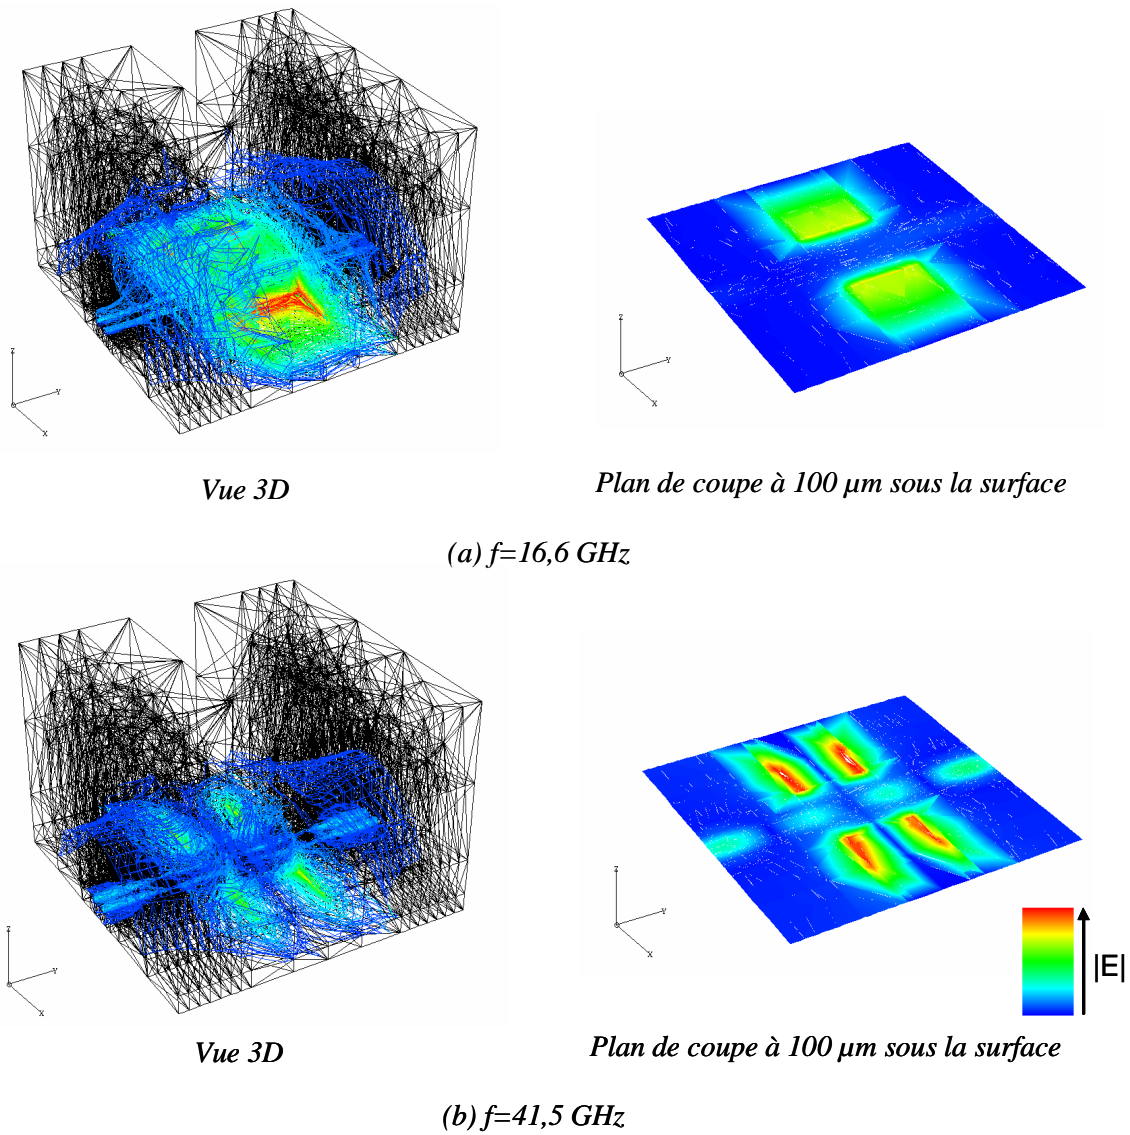 Z
Y
X
Z
Y
X
Vue 3D
Plan de coupe à 100 µm sous la surface
(a) f=16,6 GHz
Z
Y
X
Z
Y
X
|E|
Vue 3D
Plan de coupe à 100 µm sous la surface
(b) f=41,5 GHz